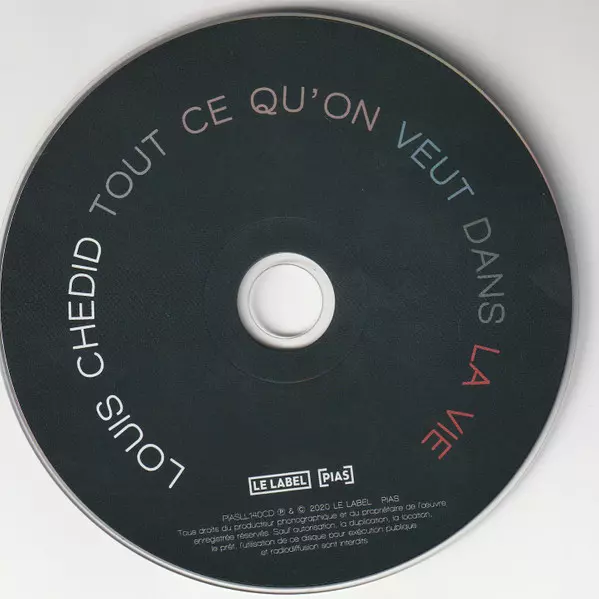 LOUIS CHEDID TOUT CE QU'ON VEUT DANS LA VIE
LE LABEL [PIAS]
PIASLL140CD ℗ & © 2020 LE LABEL PIAS
Tous droits du producteur phonographique et du propriétaire de l'œuvre
enregistrée réservés. Sauf autorisation, la duplication, la location,
le prêt, l'utilisation de ce disque pour exécution publique
et radiodiffusion sont interdits